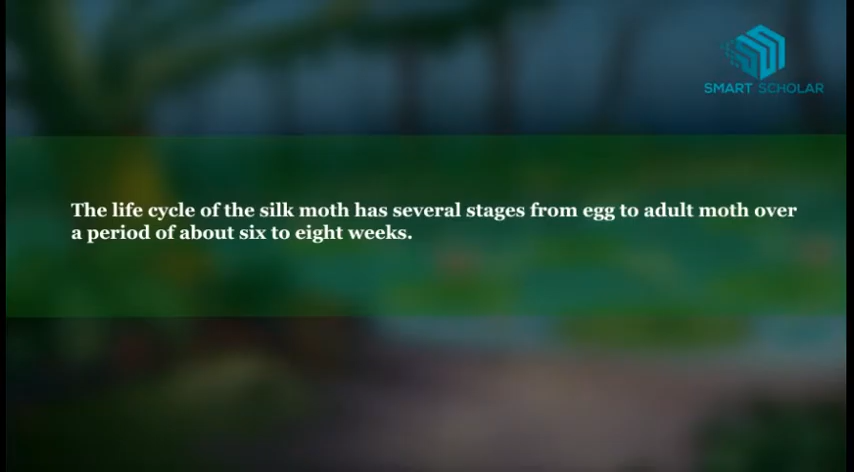 SMART SCHOLAR
The life cycle of the silk moth has several stages from egg to adult moth over
a period of about six to eight weeks.